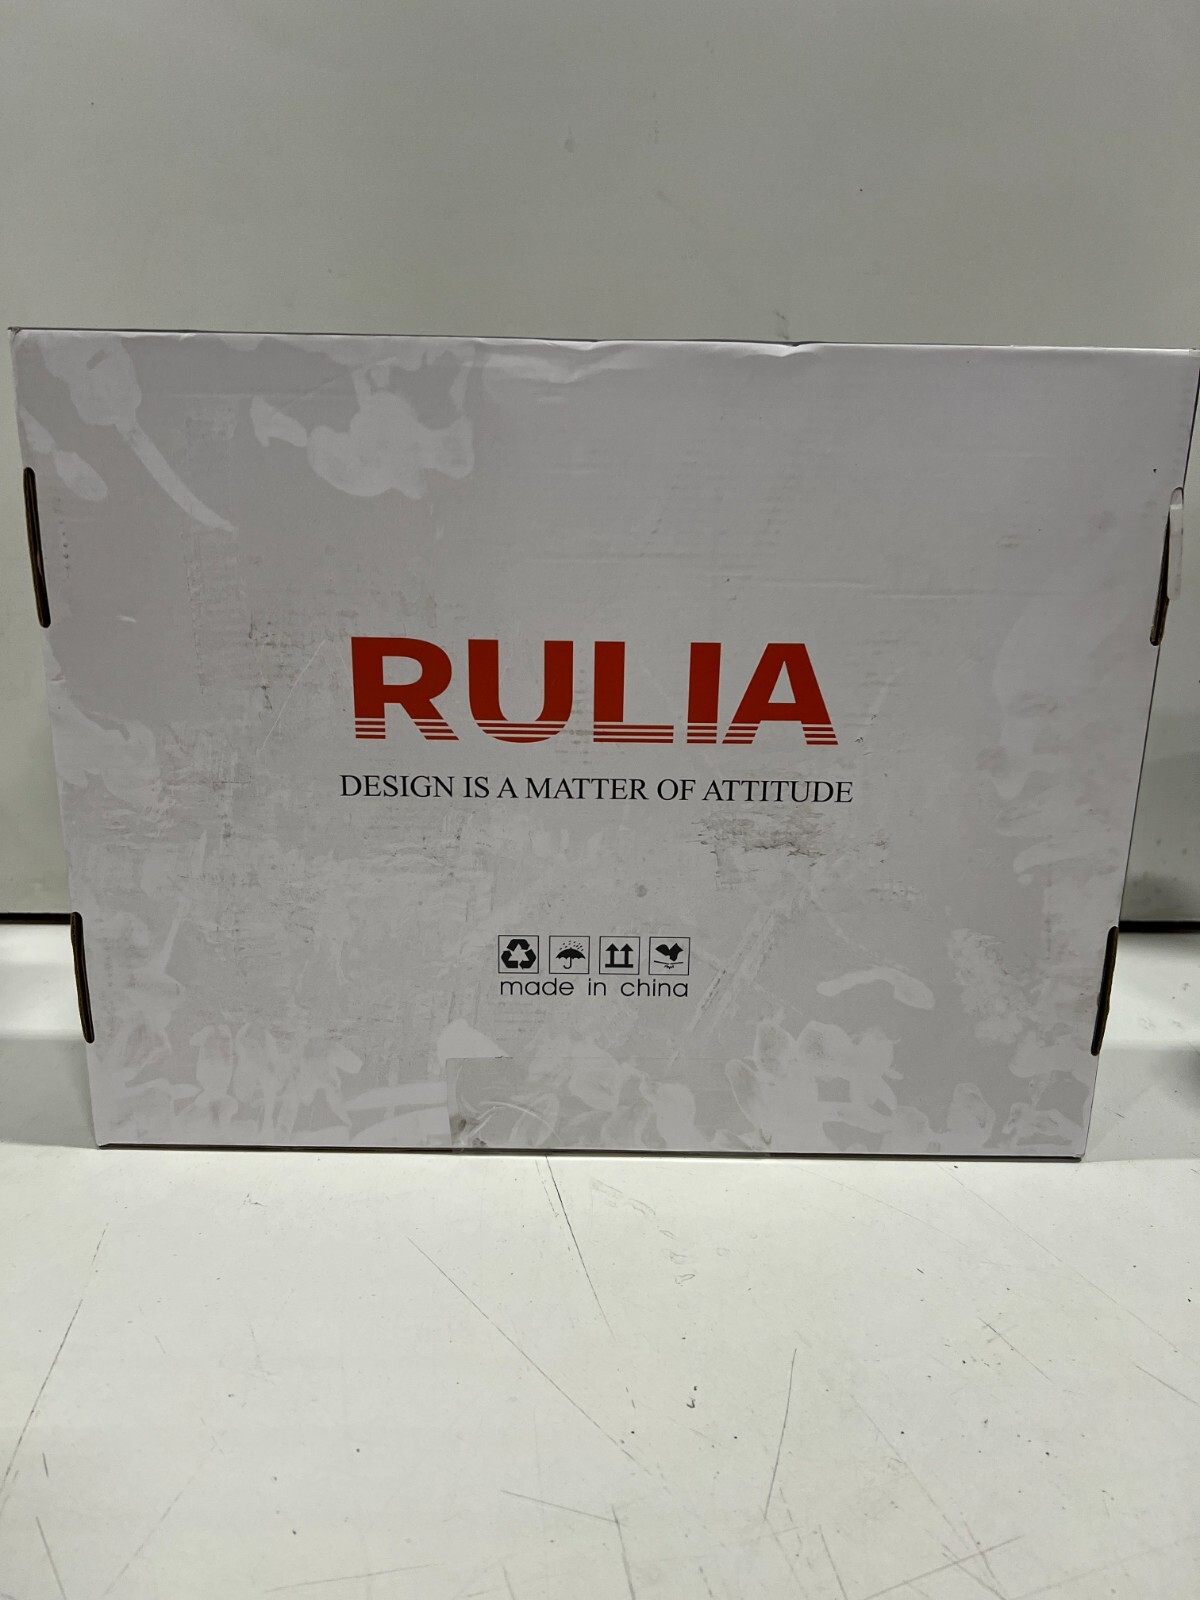 RULIA
DESIGN IS A MATTER OF ATTITUDE
made in china